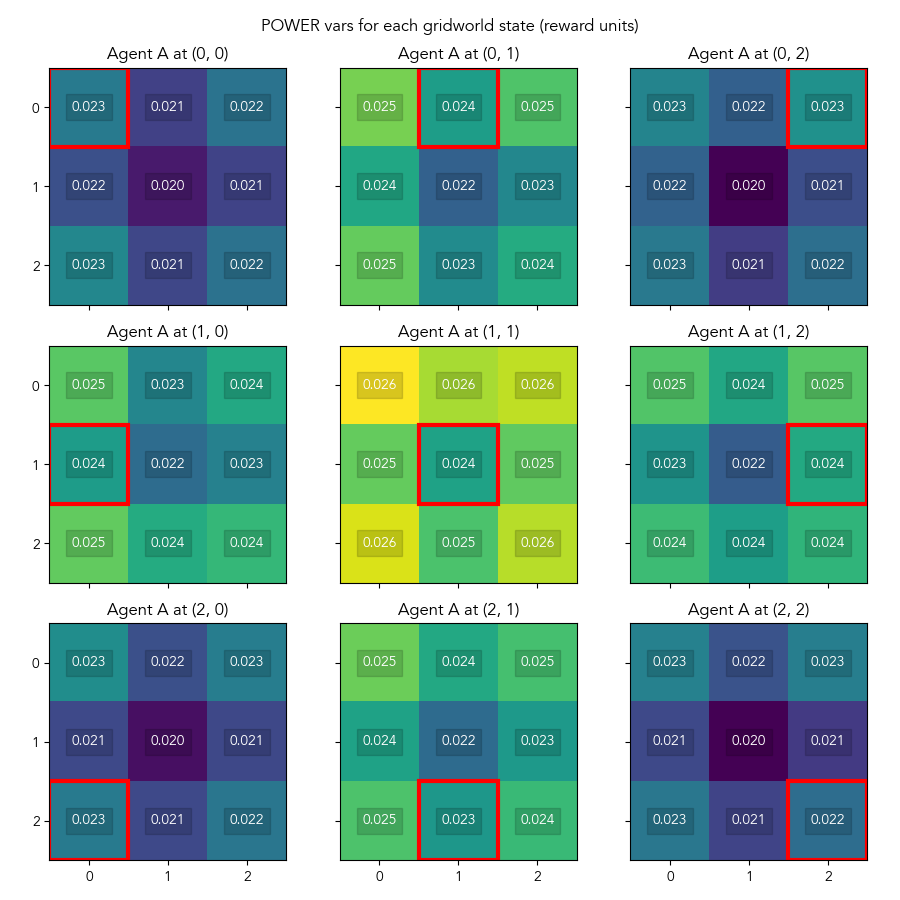 POWER vars for each gridworld state (reward units)
Agent A at (0, 0) Agent A at (0, 1) Agent A at (0, 2)
0 0.023 0.021 0.022 0.025 0.024 0.025 0.023 0.022 0.023
1 0.022 0.020 0.021 0.024 0.022 0.023 0.022 0.020 0.021
2 0.023 0.021 0.022 0.025 0.023 0.024 0.023 0.021 0.022
Agent A at (1, 0) Agent A at (1, 1) Agent A at (1, 2)
0 0.025 0.023 0.024 0.026 0.026 0.026 0.025 0.024 0.025
1 0.024 0.022 0.023 0.025 0.024 0.025 0.023 0.022 0.024
2 0.025 0.024 0.024 0.026 0.025 0.026 0.024 0.024 0.024
Agent A at (2, 0) Agent A at (2, 1) Agent A at (2, 2)
0 0.023 0.022 0.023 0.025 0.024 0.025 0.023 0.022 0.023
1 0.021 0.020 0.021 0.024 0.022 0.023 0.021 0.020 0.021
2 0.023 0.021 0.022 0.025 0.023 0.024 0.023 0.021 0.022
0 1 2 0 1 2 0 1 2